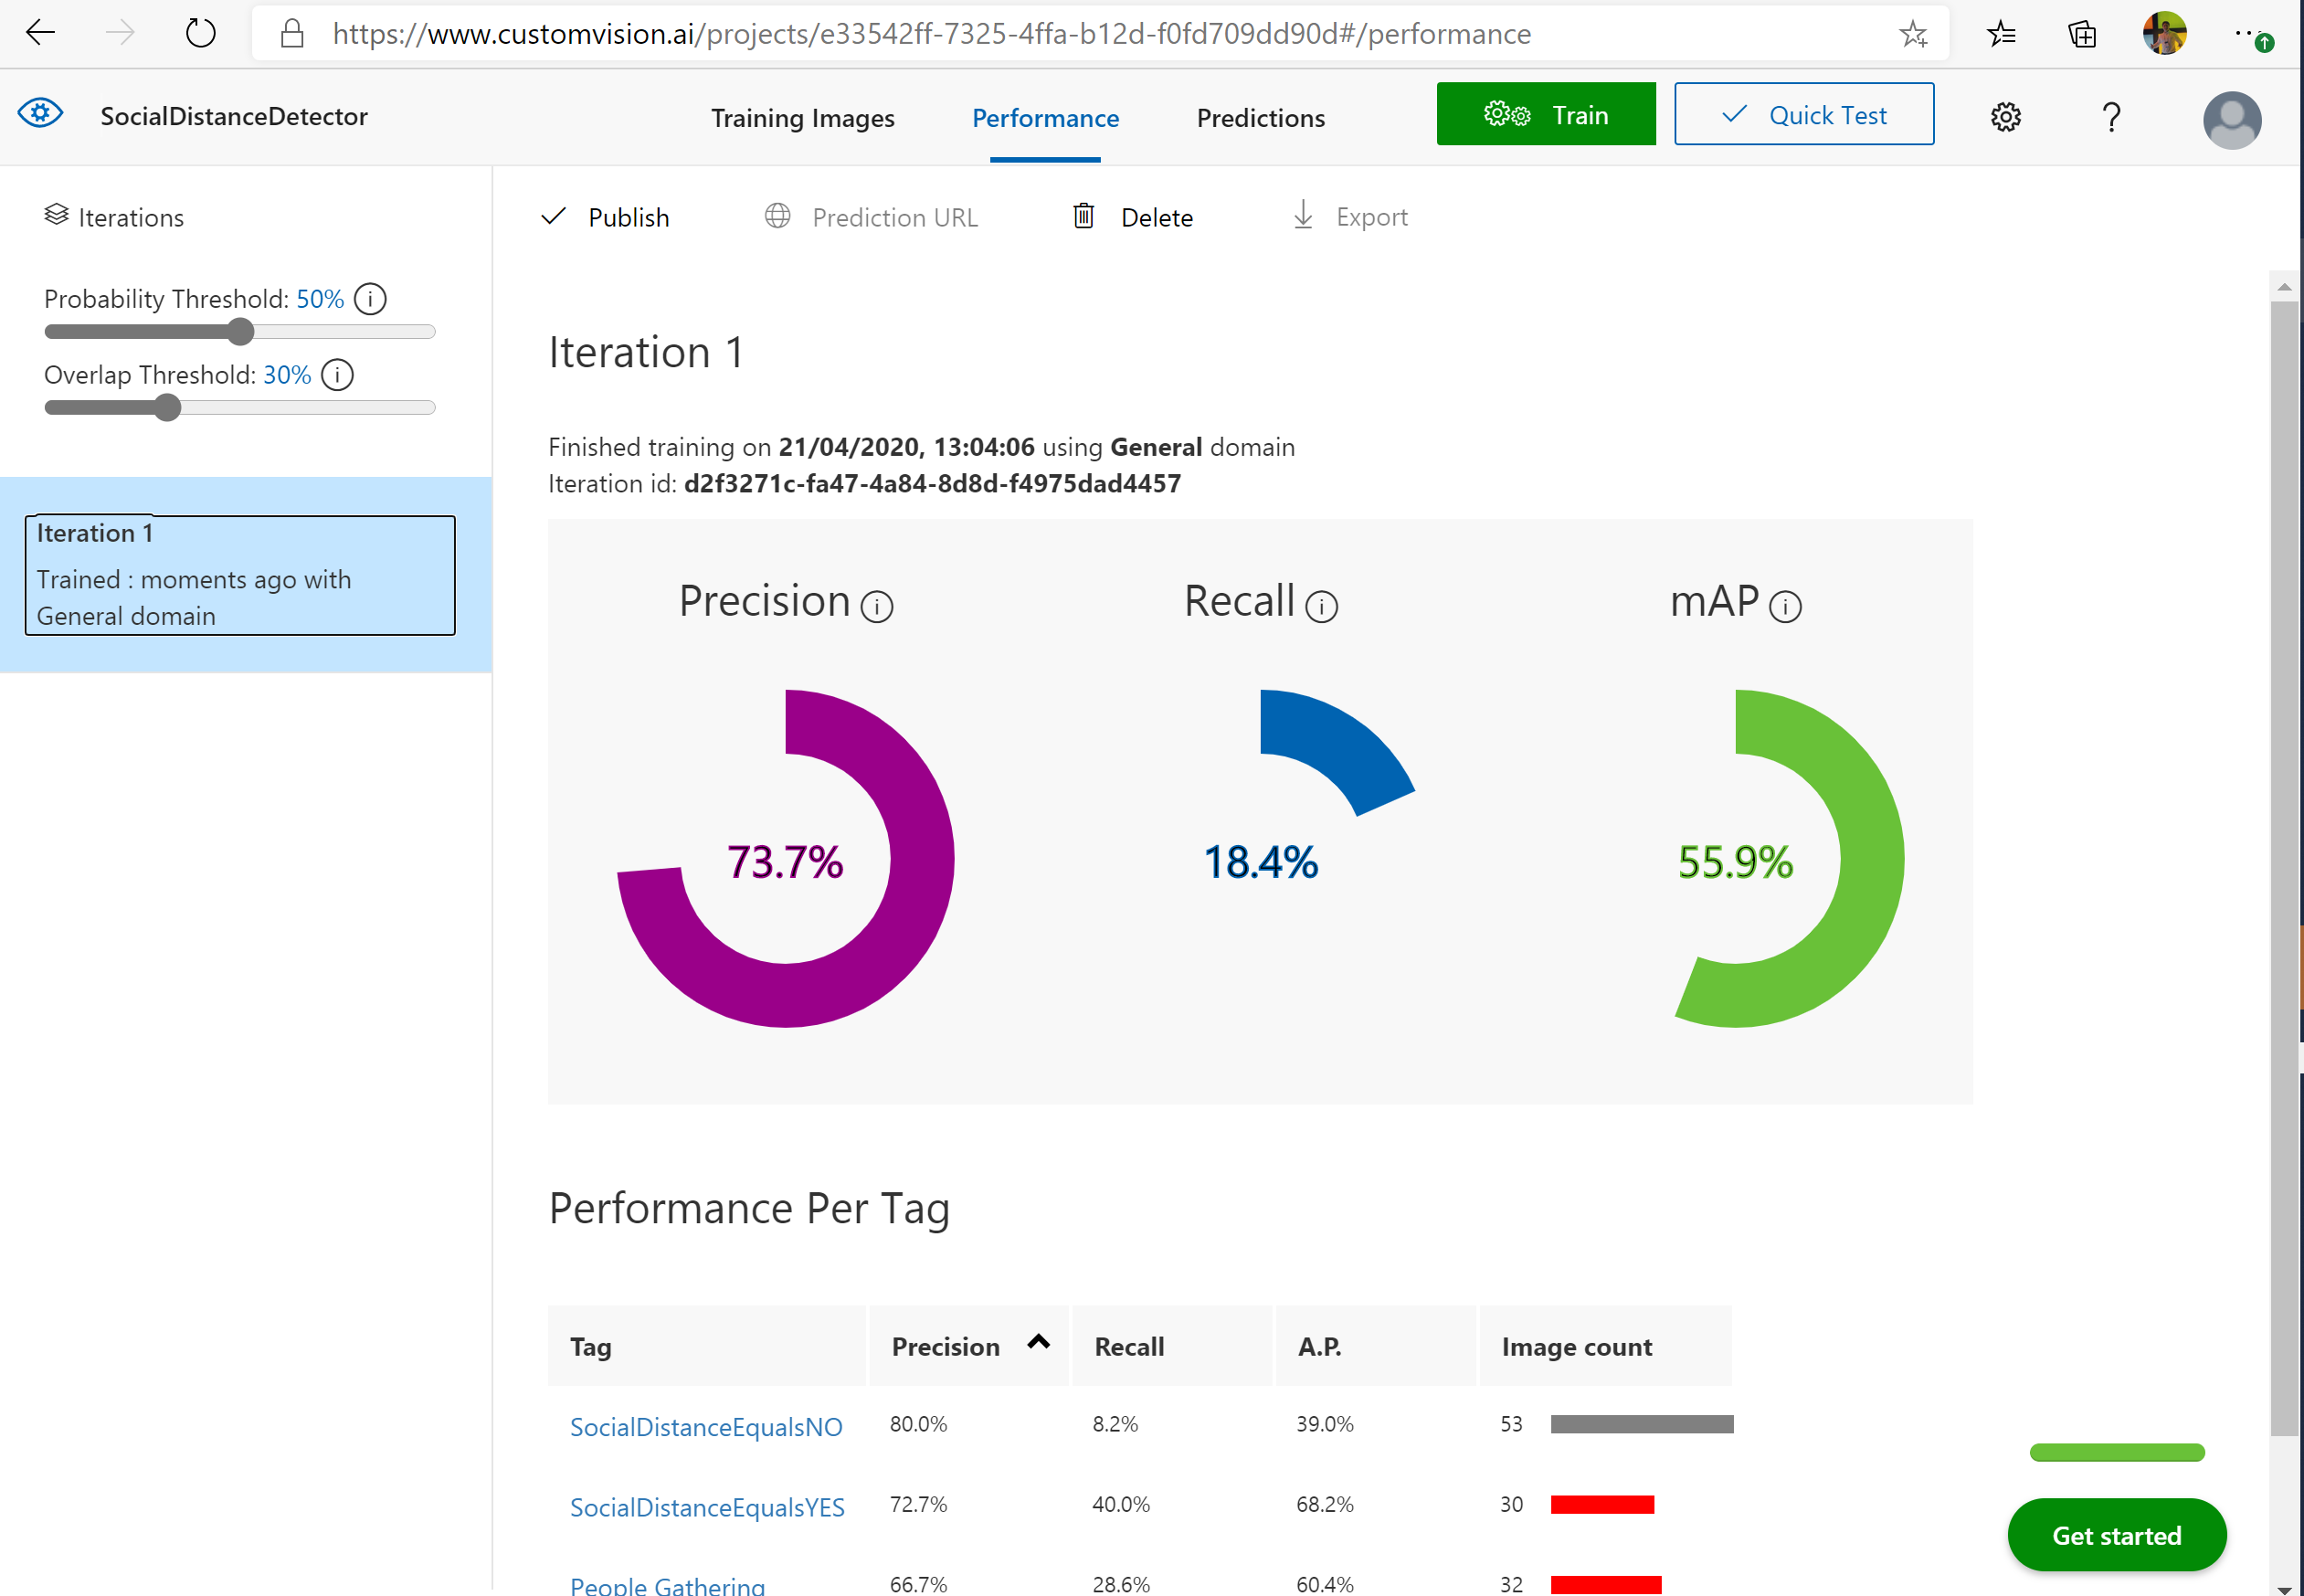 https://www.customvision.ai/projects/e33542ff-7325-4ffa-b12d-f0fd709dd90d#/performance
SocialDistanceDetector
Training Images
Performance
Predictions
Train
Quick Test
?
Iterations
Publish
Prediction URL
Delete
Export
Probability Threshold: 50%
Overlap Threshold: 30%
Iteration 1
Trained : moments ago with
General domain
Iteration 1
Finished training on 21/04/2020, 13:04:06 using General domain
Iteration id: d2f3271c-fa47-4a84-8d8d-f4975dad4457
Precision
Recall
mAP
73.7%
18.4%
55.9%
Performance Per Tag
Tag Precision Recall A.P. Image count
SocialDistanceEqualsNO 80.0% 8.2% 39.0% 53
SocialDistanceEqualsYES 72.7% 40.0% 68.2% 30
People Gathering 66.7% 28.6% 60.4% 32
Get started